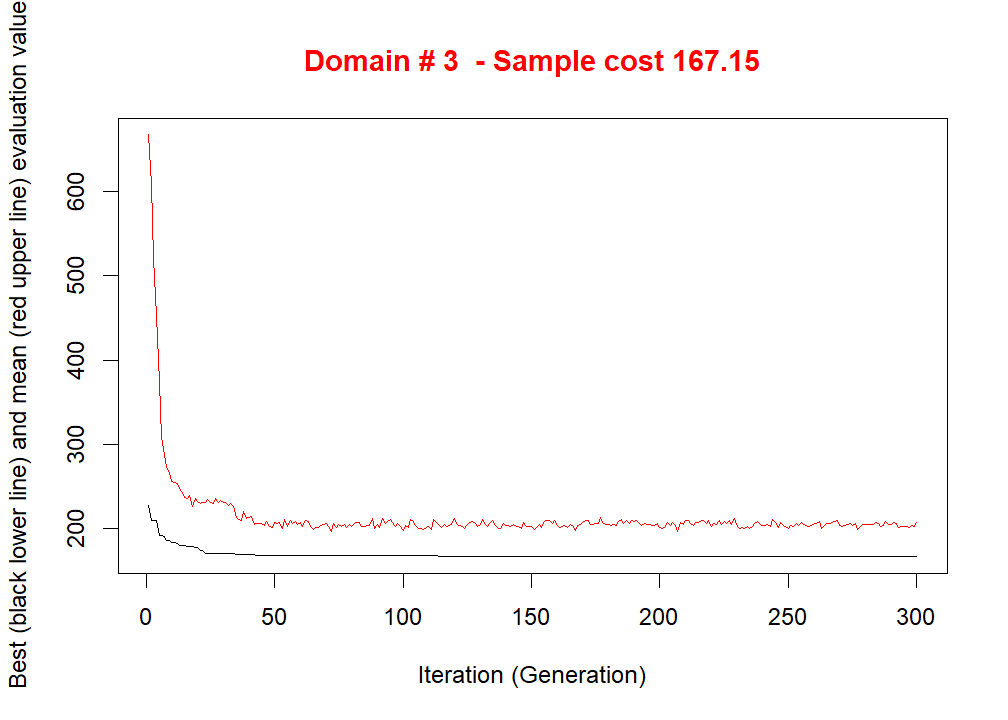 Domain # 3  - Sample cost 167.15
Best (black lower line) and mean (red upper line) evaluation value
600
500
400
300
200
0 50 100 150 200 250 300
Iteration (Generation)